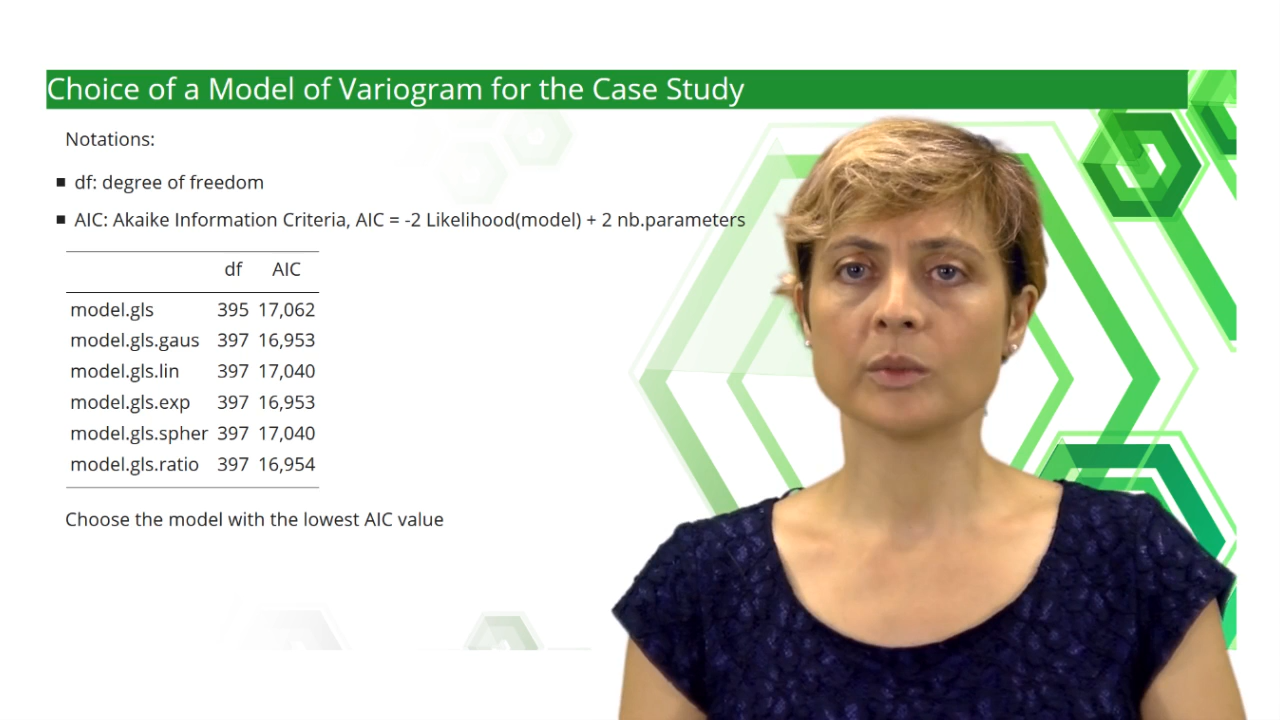 Choice of a Model of Variogram for the Case Study
Notations:
df: degree of freedom
AIC: Akaike Information Criteria, AIC = -2 Likelihood(model) + 2 nb.parameters
df AIC
model.gls 395 17,062
model.gls.gaus 397 16,953
model.gls.lin 397 17,040
model.gls.exp 397 16,953
model.gls.spher 397 17,040
model.gls.ratio 397 16,954
Choose the model with the lowest AIC value